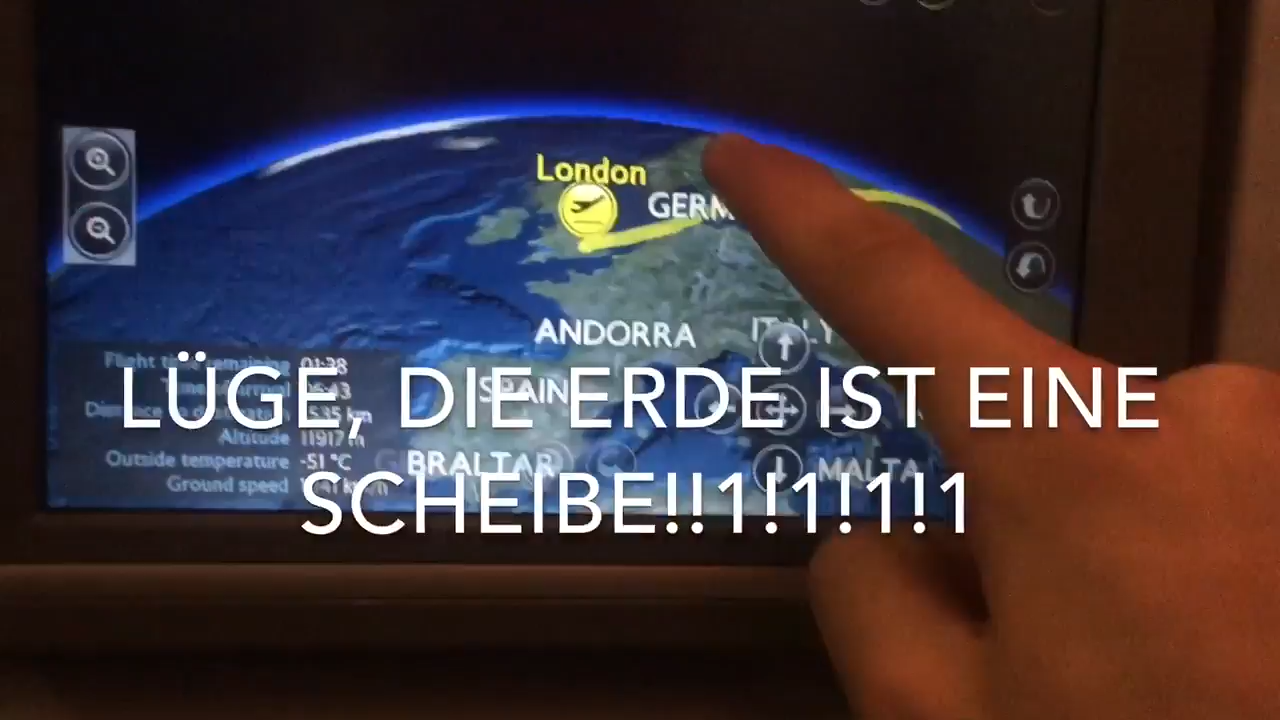 London
GERM
ANDORRA
ITALY
Flight time remaining 01:38
LÜGE, DIE ERDE IST EINE
SPAIN
Altitude 11917 m
Outside temperature -51 °C
GIBRALTAR
MALTA
Ground speed
SCHEIBE!!1!1!1!1